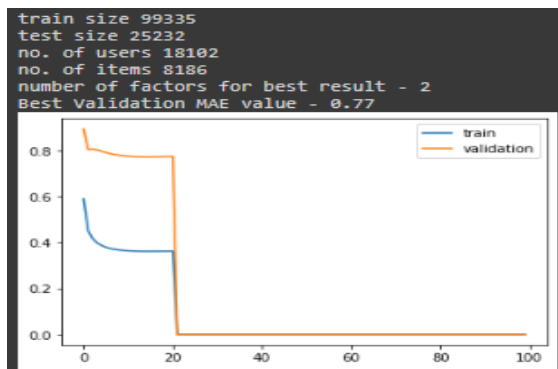 train size 99335
test size 25232
no. of users 18102
no. of items 8186
number of factors for best result - 2
Best Validation MAE value - 0.77
train
validation
0.8
0.6
0.4
0.2
0.0
0 20 40 60 80 100